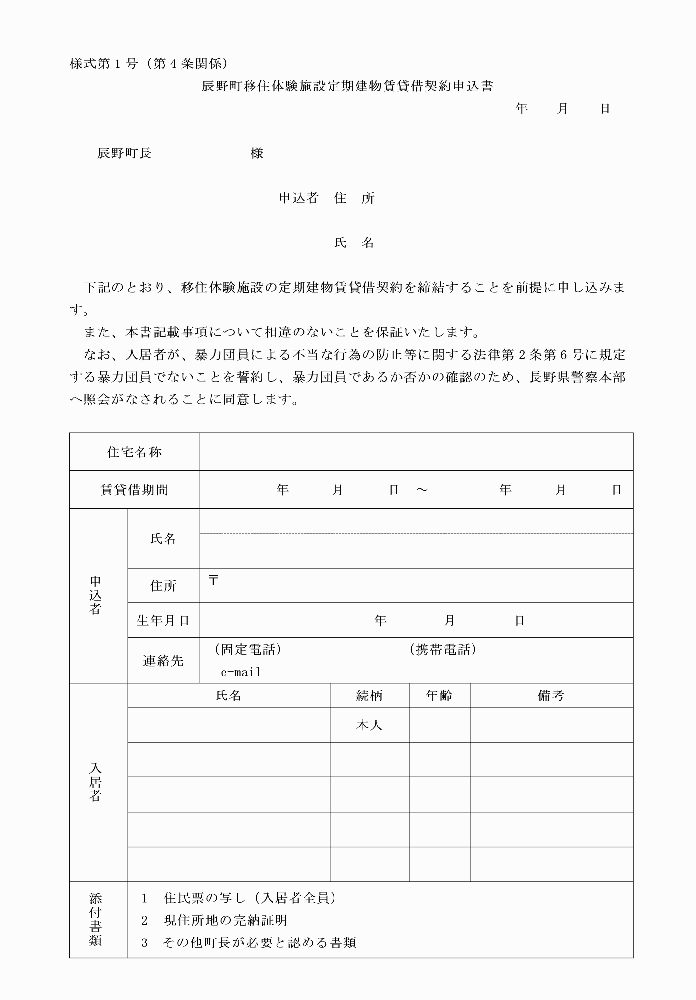 様式第1号（第4条関係）
辰野町移住体験施設定期建物賃貸借契約申込書
年　　月　　日
辰野町長　　　　　　　様
申込者　住　所
氏　名
下記のとおり、移住体験施設の定期建物賃貸借契約を締結することを前提に申し込みま
す。
また、本書記載事項について相違のないことを保証いたします。
なお、入居者が、暴力団員による不当な行為の防止等に関する法律第2条第6号に規定
する暴力団員でないことを誓約し、暴力団員であるか否かの確認のため、長野県警察本部
へ照会がなされることに同意します。
住宅名称
賃貸借期間　　　　年　　　月　　　日　～　　　　　年　　　月　　　日
申込者
氏名
住所　〒
生年月日　　　　年　　　　月　　　　日
連絡先　（固定電話）　　　　　　　　　（携帯電話）
e-mail
入居者
氏名　続柄　年齢　備考
本人
添付書類
1　住民票の写し（入居者全員）
2　現住所地の完納証明
3　その他町長が必要と認める書類